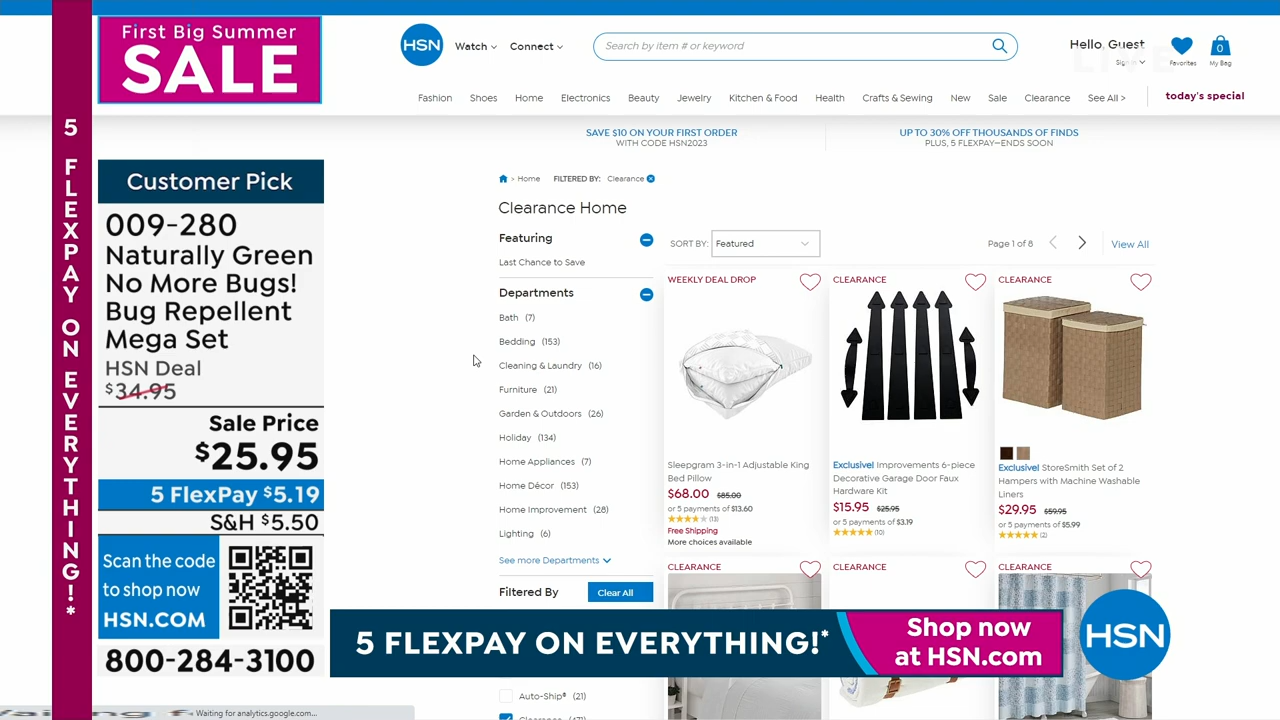 First Big Summer
SALE
5 FLEXPAY ON EVERYTHING!*
Customer Pick
009-280
Naturally Green
No More Bugs!
Bug Repellent
Mega Set
HSN Deal
$34.95
Sale Price
$25.95
5 FlexPay $5.19
S&H $5.50
Scan the code
to shop now
HSN.COM
800-284-3100
HSN
Watch
Connect
Search by item # or keyword
Hello, Guest
Sign In
Favorites
0
My Bag
Fashion Shoes Home Electronics Beauty Jewelry Kitchen & Food Health Crafts & Sewing New Sale Clearance See All > today's special
SAVE $10 ON YOUR FIRST ORDER
WITH CODE HSN2023
UP TO 30% OFF THOUSANDS OF FINDS
PLUS, 5 FLEXPAY—ENDS SOON
> Home FILTERED BY: Clearance
Clearance Home
Featuring
Last Chance to Save
Departments
Bath (7)
Bedding (153)
Cleaning & Laundry (16)
Furniture (21)
Garden & Outdoors (26)
Holiday (134)
Home Appliances (7)
Home Décor (153)
Home Improvement (28)
Lighting (6)
See more Departments
Filtered By
Clear All
Auto-Ship® (21)
SORT BY: Featured
Page 1 of 8
View All
WEEKLY DEAL DROP
Sleepgram 3-in-1 Adjustable King
Bed Pillow
$68.00 $85.00
or 5 payments of $13.60
(13)
Free Shipping
More choices available
CLEARANCE
Exclusive! Improvements 6-piece
Decorative Garage Door Faux
Hardware Kit
$15.95 $25.95
or 5 payments of $3.19
(10)
CLEARANCE
Exclusive! StoreSmith Set of 2
Hampers with Machine Washable
Liners
$29.95 $59.95
or 5 payments of $5.99
(2)
CLEARANCE
CLEARANCE
CLEARANCE
5 FLEXPAY ON EVERYTHING!*
Shop now
at HSN.com
HSN
Waiting for analytics.google.com...